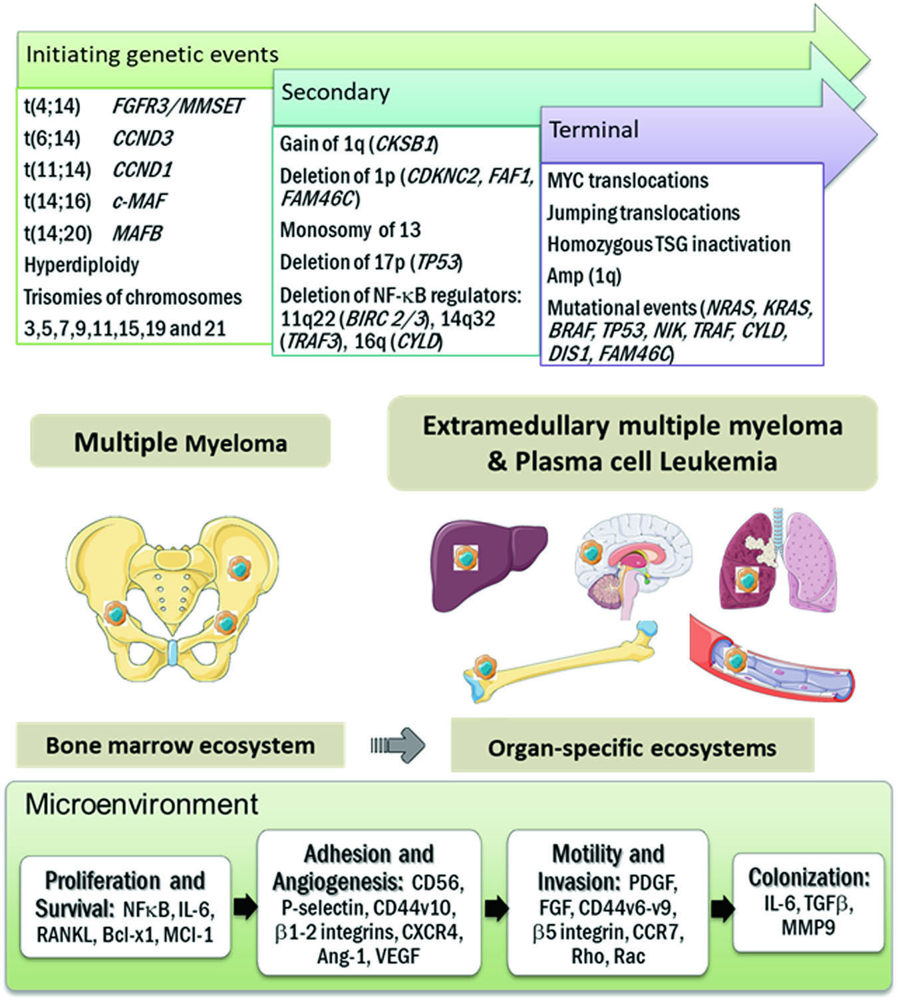 Initiating genetic events
t(4;14) FGFR3/MMSET
t(6;14) CCND3
t(11;14) CCND1
t(14;16) c-MAF
t(14;20) MAFB
Hyperdiploidy
Trisomies of chromosomes
3,5,7,9,11,15,19 and 21
Secondary
Gain of 1q (CKSB1)
Deletion of 1p (CDKNC2, FAF1,
FAM46C)
Monosomy of 13
Deletion of 17p (TP53)
Deletion of NF-κB regulators:
11q22 (BIRC 2/3), 14q32
(TRAF3), 16q (CYLD)
Terminal
MYC translocations
Jumping translocations
Homozygous TSG inactivation
Amp (1q)
Mutational events (NRAS, KRAS,
BRAF, TP53, NIK, TRAF, CYLD,
DIS1, FAM46C)
Multiple Myeloma
Extramedullary multiple myeloma
& Plasma cell Leukemia
Bone marrow ecosystem
Organ-specific ecosystems
Microenvironment
Proliferation and
Survival: NFκB, IL-6,
RANKL, Bcl-x1, MCl-1
Adhesion and
Angiogenesis: CD56,
P-selectin, CD44v10,
β1-2 integrins, CXCR4,
Ang-1, VEGF
Motility and
Invasion: PDGF,
FGF, CD44v6-v9,
β5 integrin, CCR7,
Rho, Rac
Colonization:
IL-6, TGFβ,
MMP9